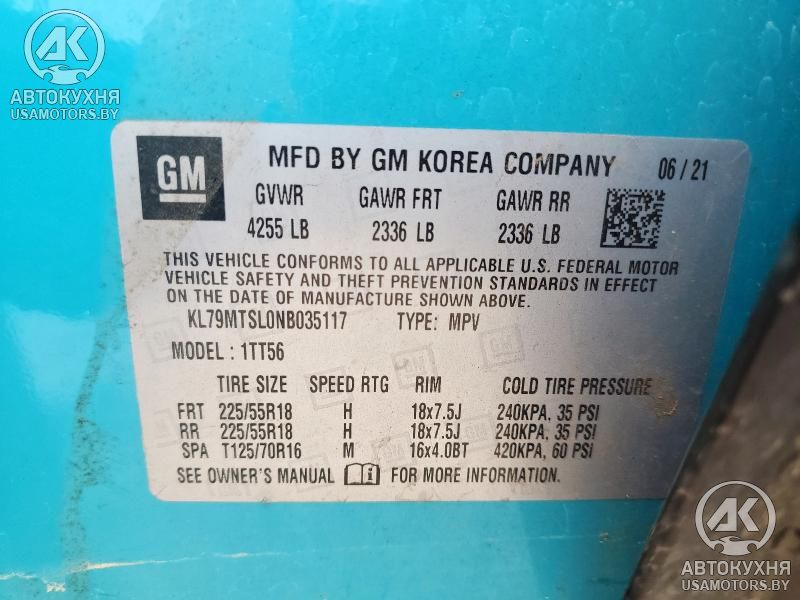 АК
АВТОКУХНЯ
USAMOTORS.BY
GM
MFD BY GM KOREA COMPANY 06/21
GVWR GAWR FRT GAWR RR
4255 LB 2336 LB 2336 LB
THIS VEHICLE CONFORMS TO ALL APPLICABLE U.S. FEDERAL MOTOR
VEHICLE SAFETY AND THEFT PREVENTION STANDARDS IN EFFECT
ON THE DATE OF MANUFACTURE SHOWN ABOVE.
KL79MTSL0NB035117 TYPE: MPV
MODEL: 1TT56
TIRE SIZE SPEED RTG RIM COLD TIRE PRESSURE
FRT 225/55R18 H 18x7.5J 240KPA, 35 PSI
RR 225/55R18 H 18x7.5J 240KPA, 35 PSI
SPA T125/70R16 M 16x4.0BT 420KPA, 60 PSI
SEE OWNER'S MANUAL i FOR MORE INFORMATION.
АК
АВТОКУХНЯ
USAMOTORS.BY